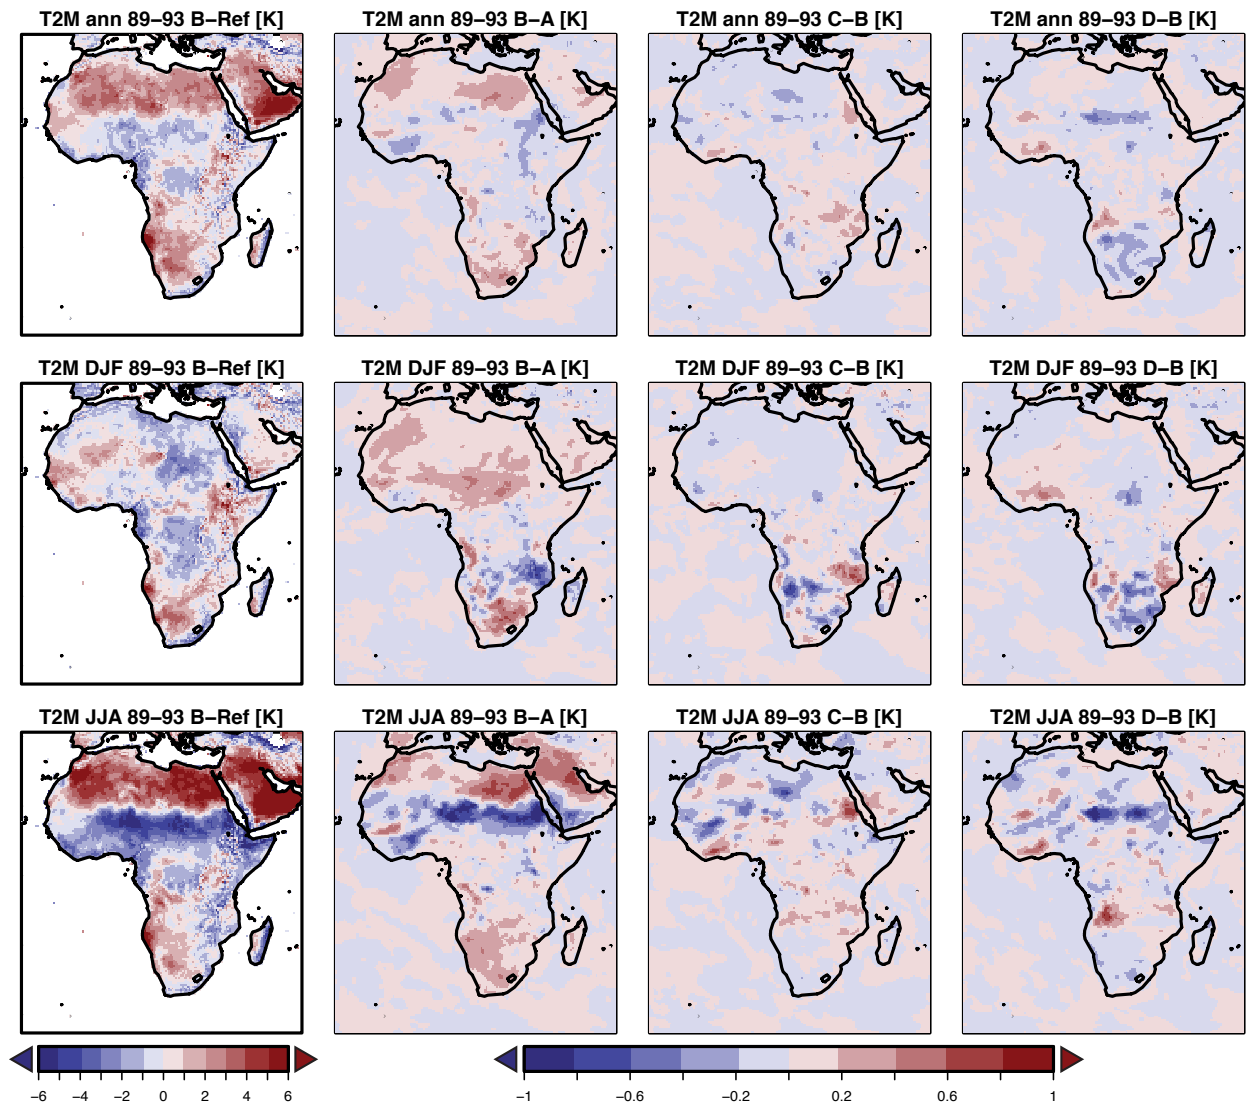 T2M ann 89–93 B–Ref [K] T2M ann 89–93 B–A [K] T2M ann 89–93 C–B [K] T2M ann 89–93 D–B [K]
T2M DJF 89–93 B–Ref [K] T2M DJF 89–93 B–A [K] T2M DJF 89–93 C–B [K] T2M DJF 89–93 D–B [K]
T2M JJA 89–93 B–Ref [K] T2M JJA 89–93 B–A [K] T2M JJA 89–93 C–B [K] T2M JJA 89–93 D–B [K]
−6 −4 −2 0 2 4 6 −1 −0.6 −0.2 0.2 0.6 1